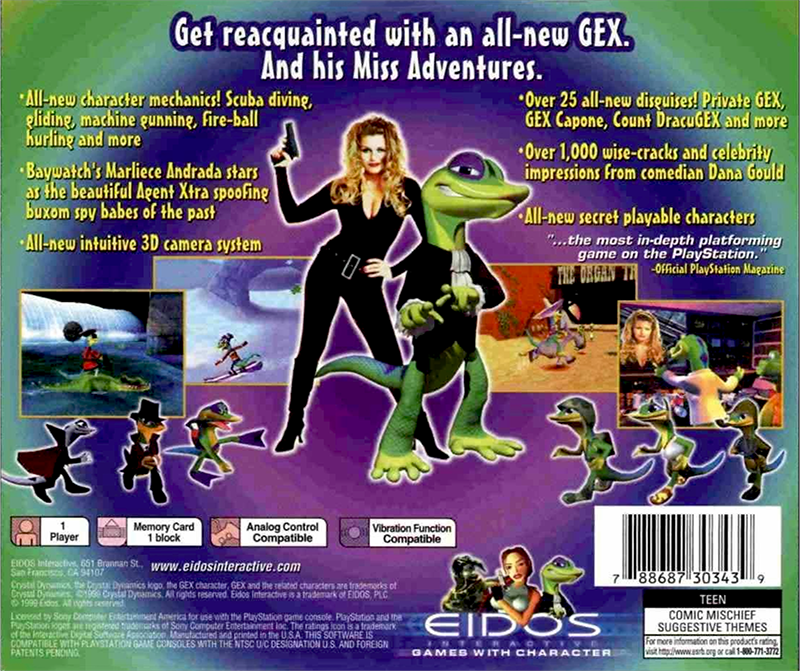 Get reacquainted with an all-new GEX.
And his Miss Adventures.
•All-new character mechanics! Scuba diving,
gliding, machine gunning, fire-ball
hurling and more
•Baywatch's Marliece Andrada stars
as the beautiful Agent Xtra spoofing
buxom spy babes of the past
•All-new intuitive 3D camera system
•Over 25 all-new disguises! Private GEX,
GEX Capone, Count DracuGEX and more
•Over 1,000 wise-cracks and celebrity
impressions from comedian Dana Gould
•All-new secret playable characters
"...the most in-depth platforming
game on the PlayStation."
-Official PlayStation Magazine
THE ORGAN TR
1
Player
Memory Card
1 block
Analog Control
Compatible
Vibration Function
Compatible
EIDOS Interactive, 651 Brannan St.,
San Francisco, CA 94107
www.eidosinteractive.com
Crystal Dynamics, the Crystal Dynamics logo, the GEX character, GEX and the related characters are trademarks of
Crystal Dynamics. ©1998 Crystal Dynamics. All rights reserved. Eidos Interactive is a trademark of EIDOS, PLC.
© 1999 Eidos. All rights reserved.
Licensed by Sony Computer Entertainment America for use with the PlayStation game console. PlayStation and the
PlayStation logos are registered trademarks of Sony Computer Entertainment Inc. The ratings icon is a trademark
of the Interactive Digital Software Association. Manufactured and printed in the U.S.A. THIS SOFTWARE IS
COMPATIBLE WITH PLAYSTATION GAME CONSOLES WITH THE NTSC U/C DESIGNATION. U.S. AND FOREIGN
PATENTS PENDING.
EIDOS
INTERACTIVE
GAMES WITH CHARACTER
7 88687 30343 9
TEEN
COMIC MISCHIEF
SUGGESTIVE THEMES
For more information on this product's rating,
visit http://www.esrb.org or call 1-800-771-3772